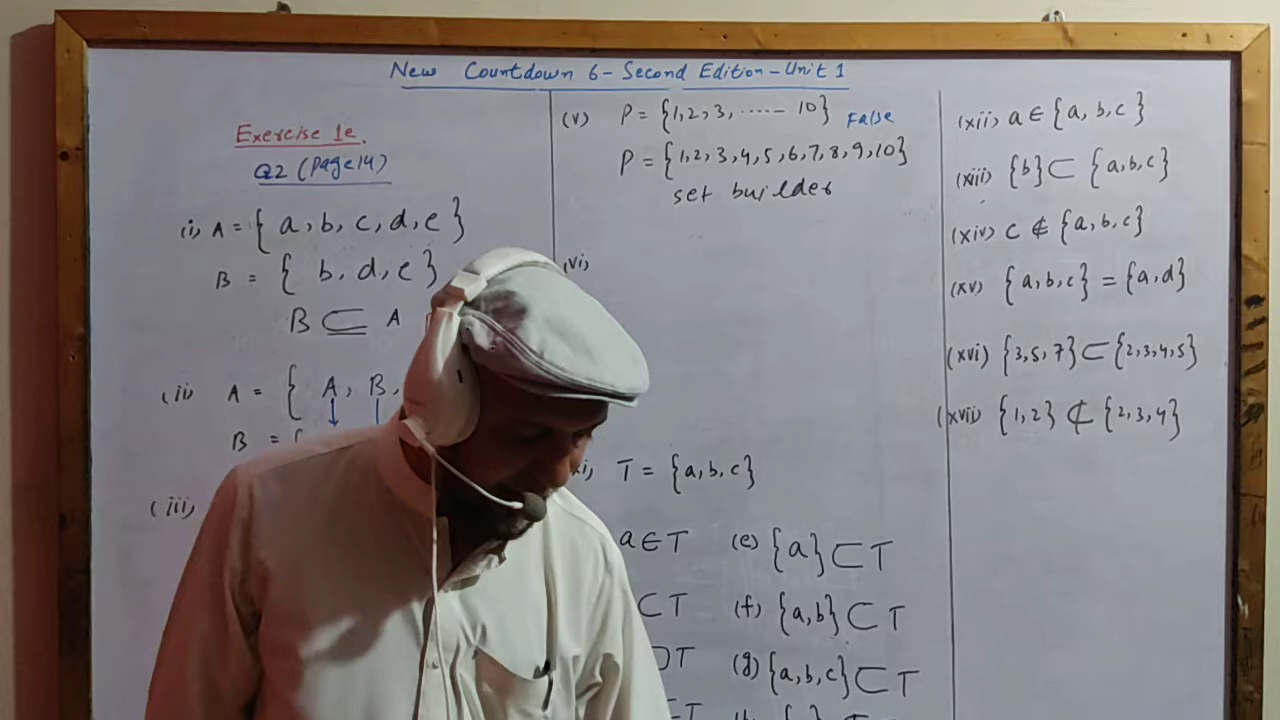 New Countdown 6 - Second Edition - Unit 1
Exercise 1e.
Q2 (Page 14)
(i) A = { a, b, c, d, e }
B = { b, d, e }
B ⊆ A
(ii) A = { A, B,
B = {
(iii)
(v) P = {1,2,3, ...... 10} False
P = {1,2,3,4,5,6,7,8,9,10}
set builder
(vi)
xi) T = {a,b,c}
a ∈ T (e) {a} ⊂ T
⊂ T (f) {a,b} ⊂ T
⊃ T (g) {a,b,c} ⊂ T
(xii) a ∈ {a, b, c}
(xiii) {b} ⊂ {a,b,c}
(xiv) c ∉ {a, b, c}
(xv) {a,b,c} = {a,d}
(xvi) {3,5,7} ⊂ {2,3,4,5}
(xvii) {1,2} ⊄ {2,3,4}